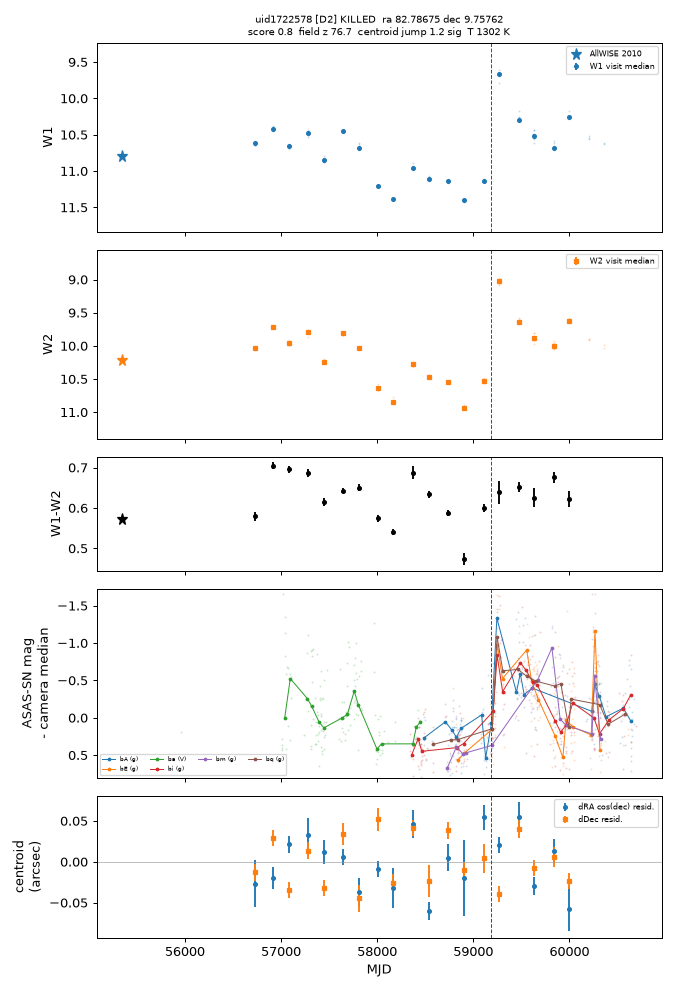 uid1722578 [D2] KILLED ra 82.78675 dec 9.75762
score 0.8 field z 76.7 centroid jump 1.2 sig T 1302 K
9.5
10.0
10.5
11.0
11.5
W1
AllWISE 2010
W1 visit median
9.0
9.5
10.0
10.5
11.0
W2
W2 visit median
0.7
0.6
0.5
W1-W2
−1.5
−1.0
−0.5
0.0
0.5
ASAS-SN mag
- camera median
bA (g)
bE (g)
ba (V)
bi (g)
bm (g)
bq (g)
0.05
0.00
−0.05
centroid
(arcsec)
dRA cos(dec) resid.
dDec resid.
56000
57000
58000
59000
60000
MJD